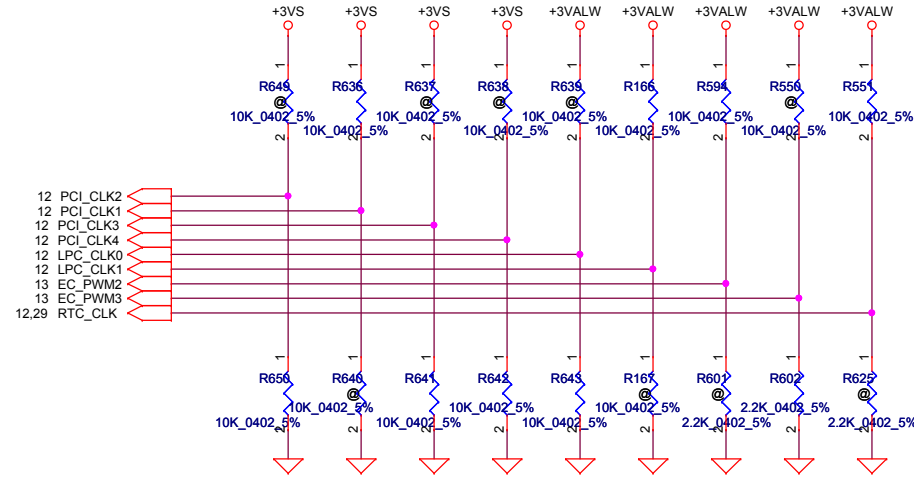 +3VS +3VS +3VS +3VS +3VALW +3VALW +3VALW +3VALW +3VALW
1 1 1 1 1 1 1 1 1
R649 R636 R637 R638 R639 R166 R594 R550 R551
@ @ @ @ @
10K_0402_5% 10K_0402_5% 10K_0402_5% 10K_0402_5% 10K_0402_5%
10K_0402_5% 10K_0402_5% 10K_0402_5% 10K_0402_5%
2 2 2 2 2 2 2 2 2
12 PCI_CLK2
12 PCI_CLK1
12 PCI_CLK3
12 PCI_CLK4
12 LPC_CLK0
12 LPC_CLK1
13 EC_PWM2
13 EC_PWM3
12,29 RTC_CLK
1 1 1 1 1 1 1 1 1
R650 R640 R641 R642 R643 R167 R601 R602 R625
@ @ @ @
10K_0402_5% 10K_0402_5% 10K_0402_5% 2.2K_0402_5%
10K_0402_5% 10K_0402_5% 10K_0402_5% 2.2K_0402_5% 2.2K_0402_5%
2 2 2 2 2 2 2 2 2